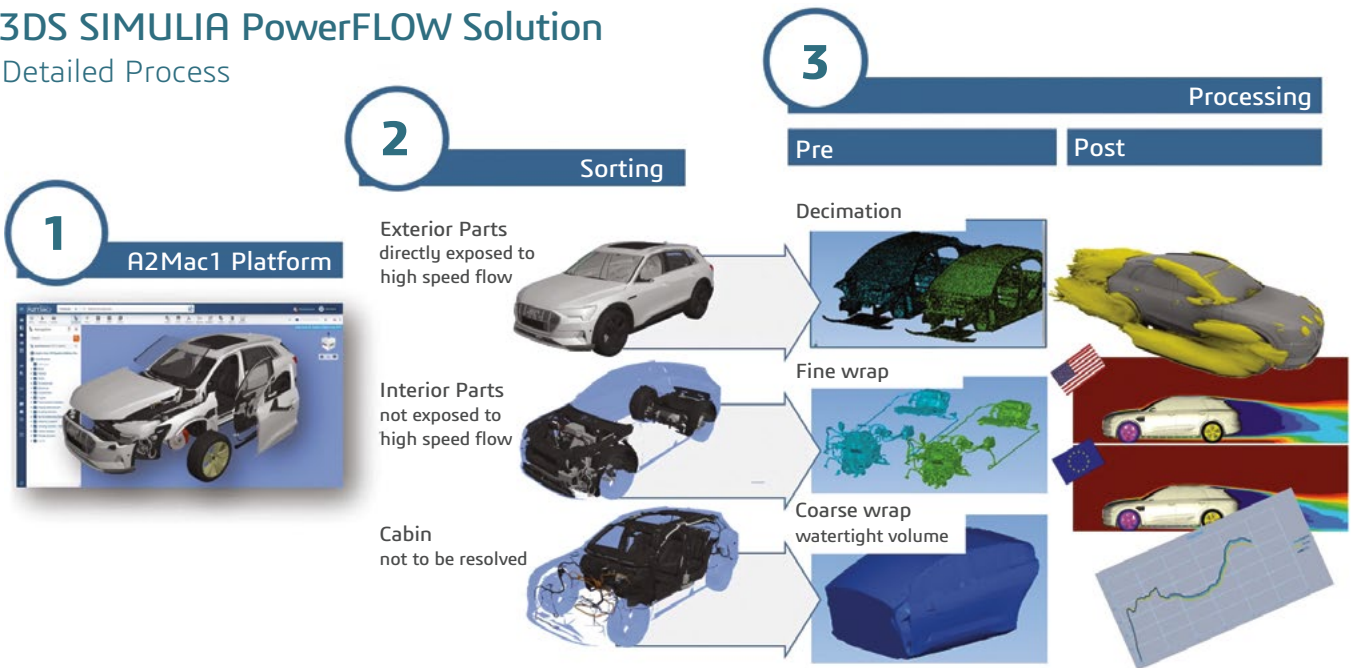 3DS SIMULIA PowerFLOW Solution
Detailed Process
1
A2Mac1 Platform
2
Sorting
Exterior Parts
directly exposed to
high speed flow
Interior Parts
not exposed to
high speed flow
Cabin
not to be resolved
3
Processing
Pre
Post
Decimation
Fine wrap
Coarse wrap
watertight volume